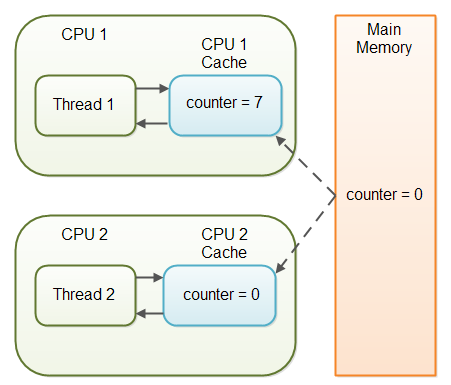 CPU 1
CPU 1
Cache
Thread 1
counter = 7
Main
Memory
counter = 0
CPU 2
CPU 2
Cache
Thread 2
counter = 0